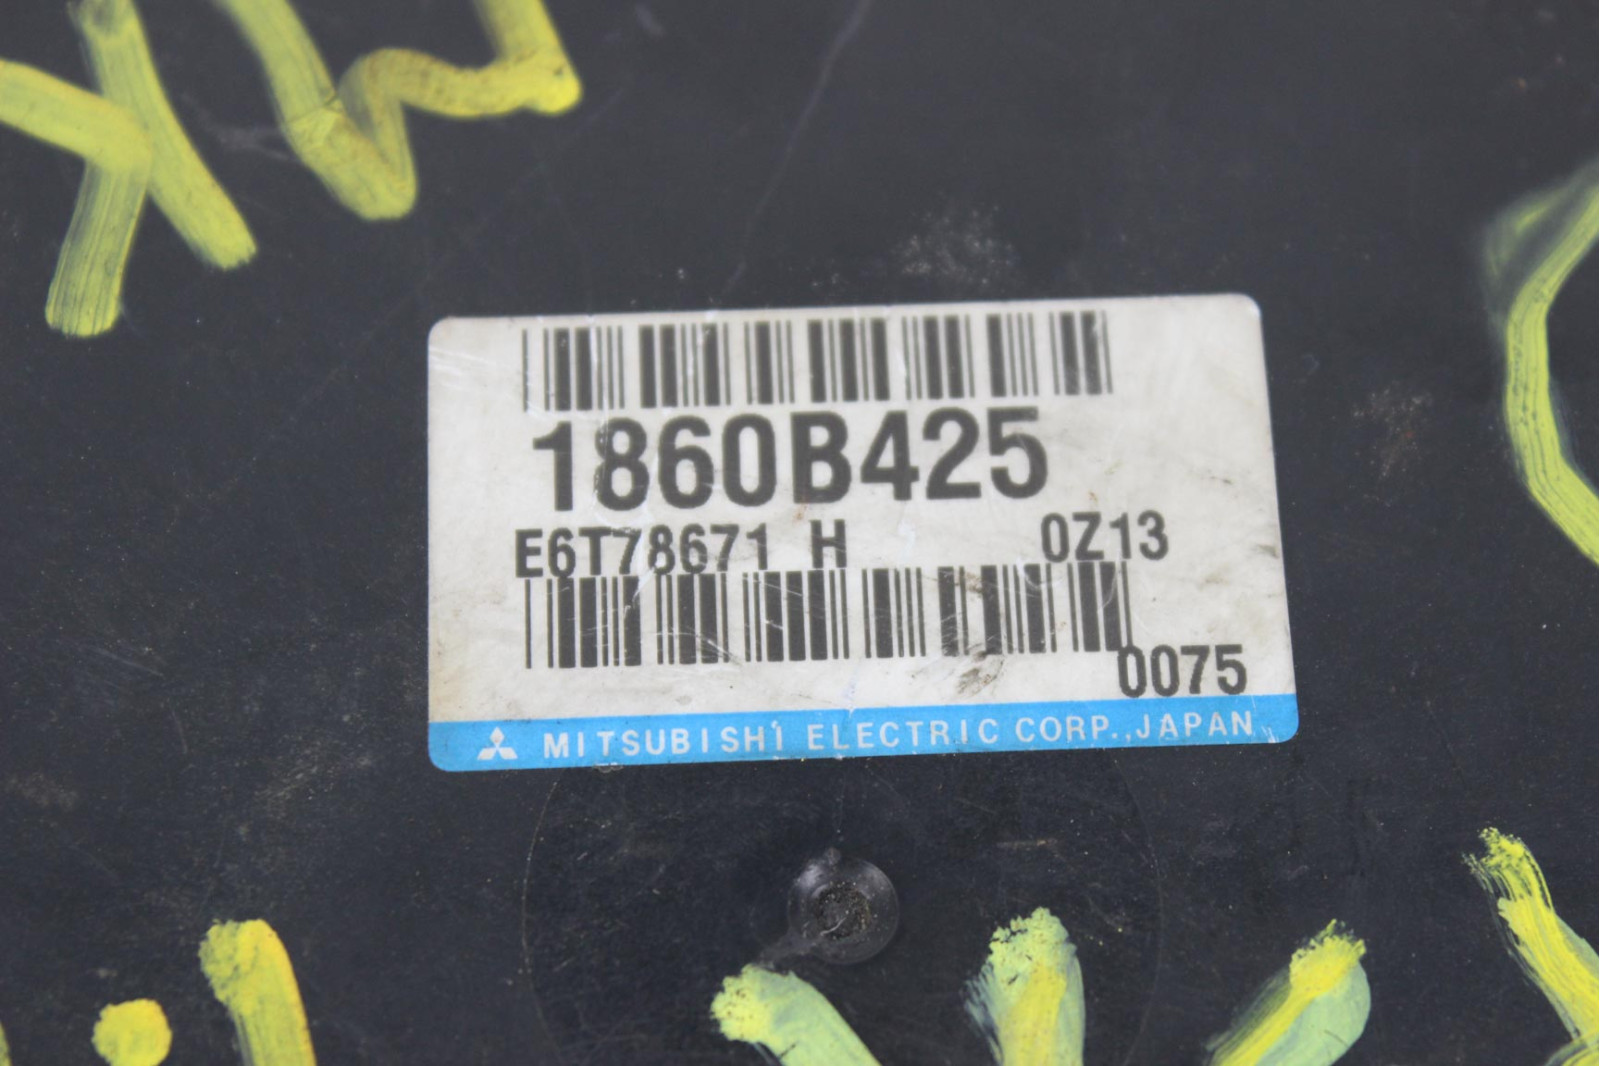 1860B425
E6T78671 H 0Z13
0075
MITSUBISHI ELECTRIC CORP.,JAPAN